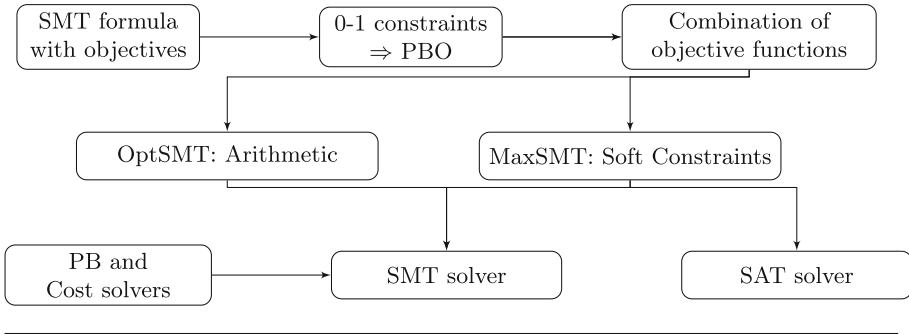 SMT formula
with objectives
0-1 constraints
⇒ PBO
Combination of
objective functions
OptSMT: Arithmetic
MaxSMT: Soft Constraints
PB and
Cost solvers
SMT solver
SAT solver